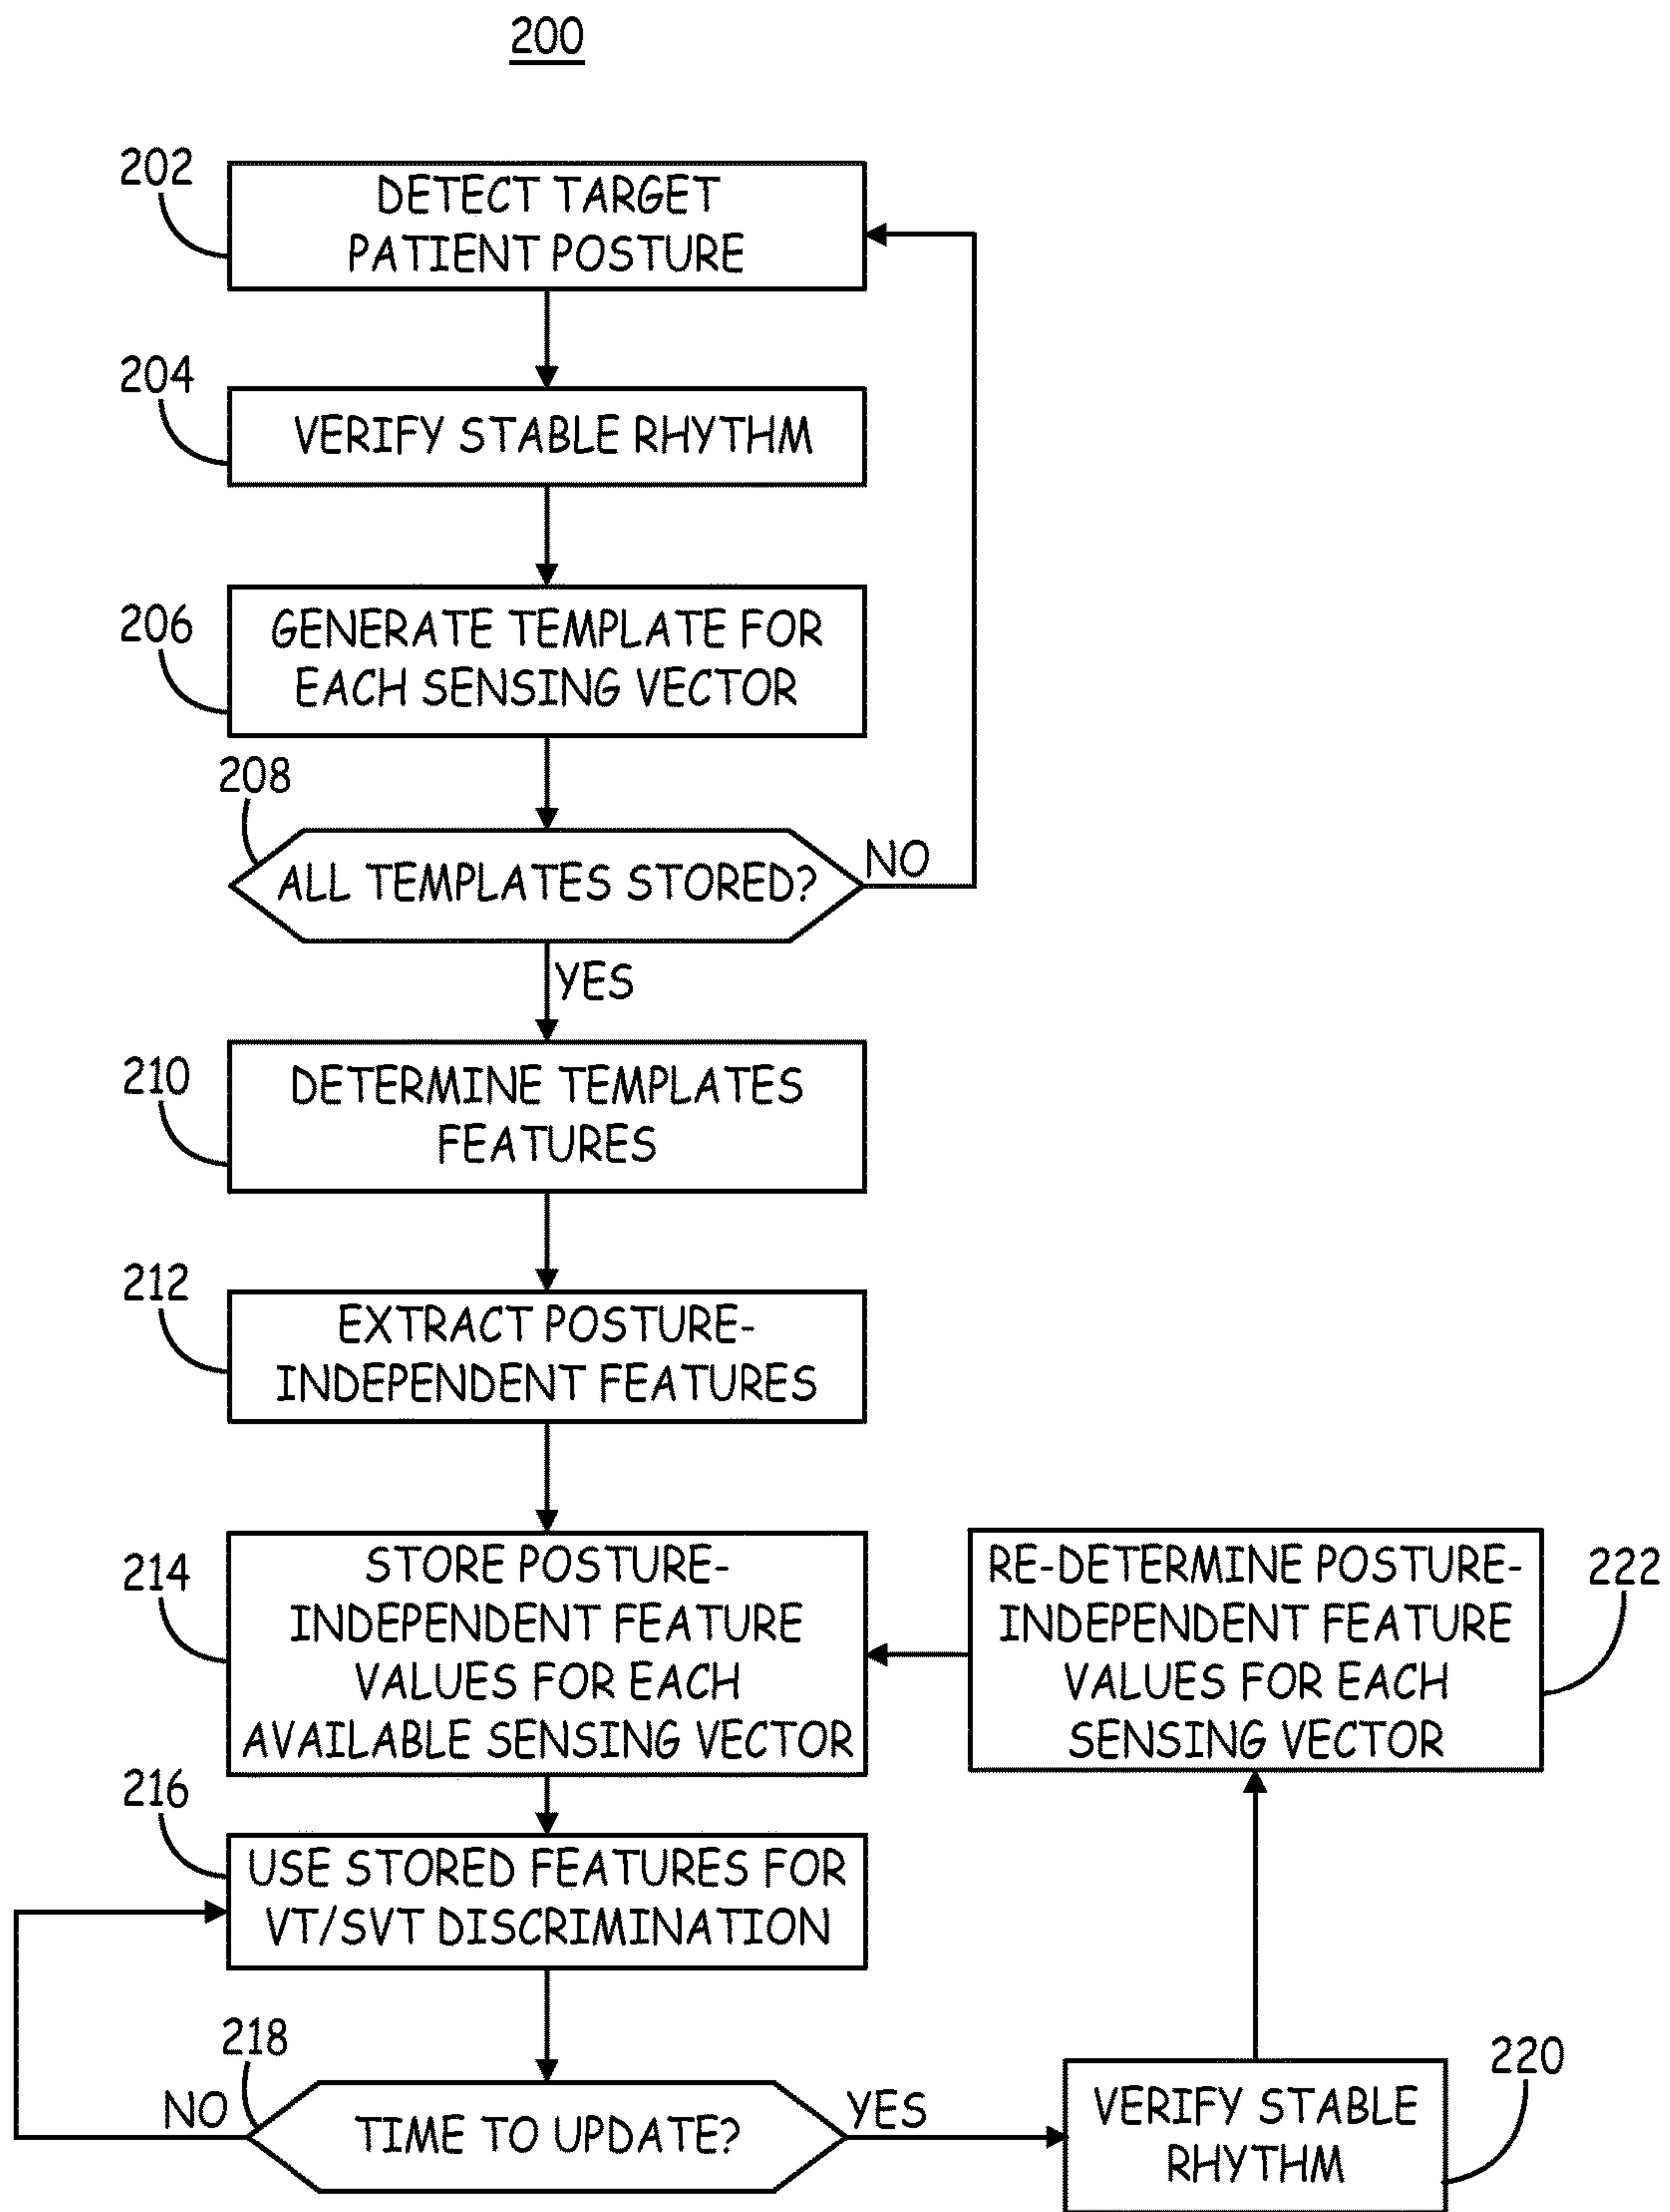 200
202
DETECT TARGET
PATIENT POSTURE
204
VERIFY STABLE RHYTHM
206
GENERATE TEMPLATE FOR
EACH SENSING VECTOR
208
ALL TEMPLATES STORED?
NO
YES
210
DETERMINE TEMPLATES
FEATURES
212
EXTRACT POSTURE-
INDEPENDENT FEATURES
214
STORE POSTURE-
INDEPENDENT FEATURE
VALUES FOR EACH
AVAILABLE SENSING VECTOR
RE-DETERMINE POSTURE-
INDEPENDENT FEATURE
VALUES FOR EACH
SENSING VECTOR
222
216
USE STORED FEATURES FOR
VT/SVT DISCRIMINATION
218
NO
TIME TO UPDATE?
YES
VERIFY STABLE
RHYTHM
220